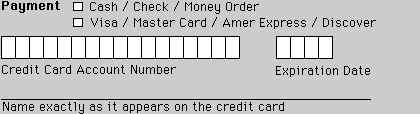 Payment Cash / Check / Money Order
Visa / Master Card / Amer Express / Discover
Credit Card Account Number Expiration Date
Name exactly as it appears on the credit card